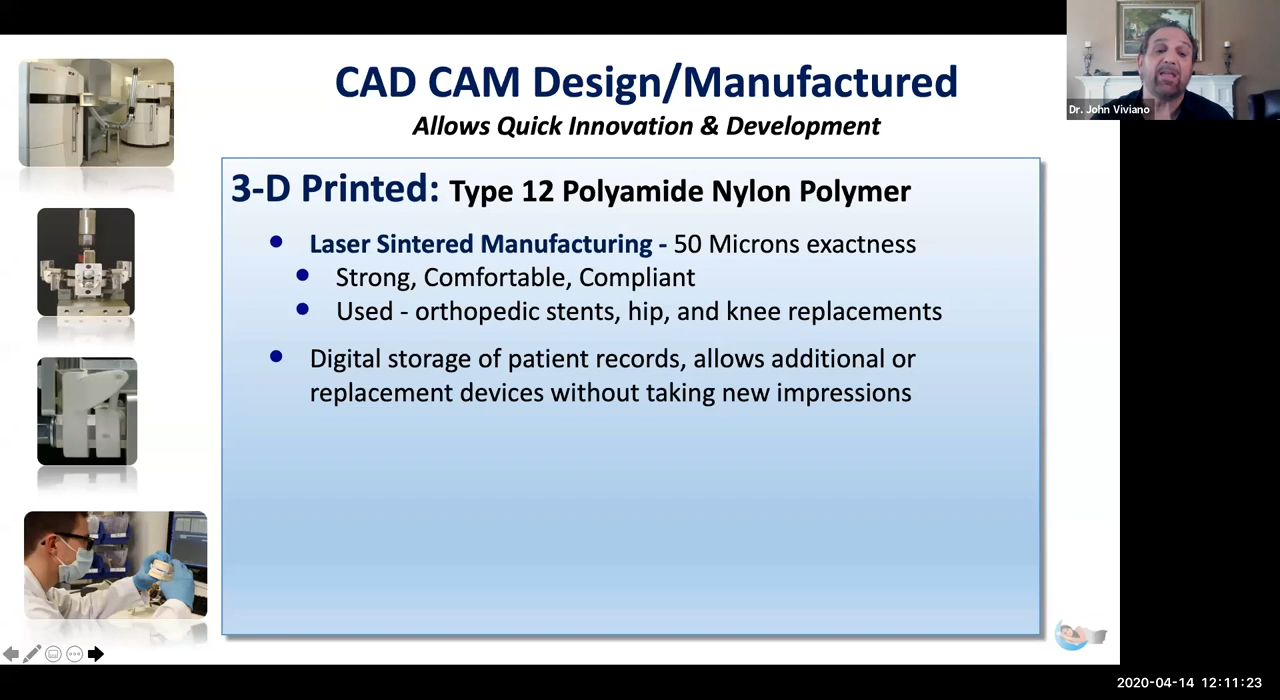 CAD CAM Design/Manufactured
Allows Quick Innovation & Development
Dr. John Viviano
3-D Printed: Type 12 Polyamide Nylon Polymer
Laser Sintered Manufacturing - 50 Microns exactness
Strong, Comfortable, Compliant
Used - orthopedic stents, hip, and knee replacements
Digital storage of patient records, allows additional or
replacement devices without taking new impressions
2020-04-14 12:11:23